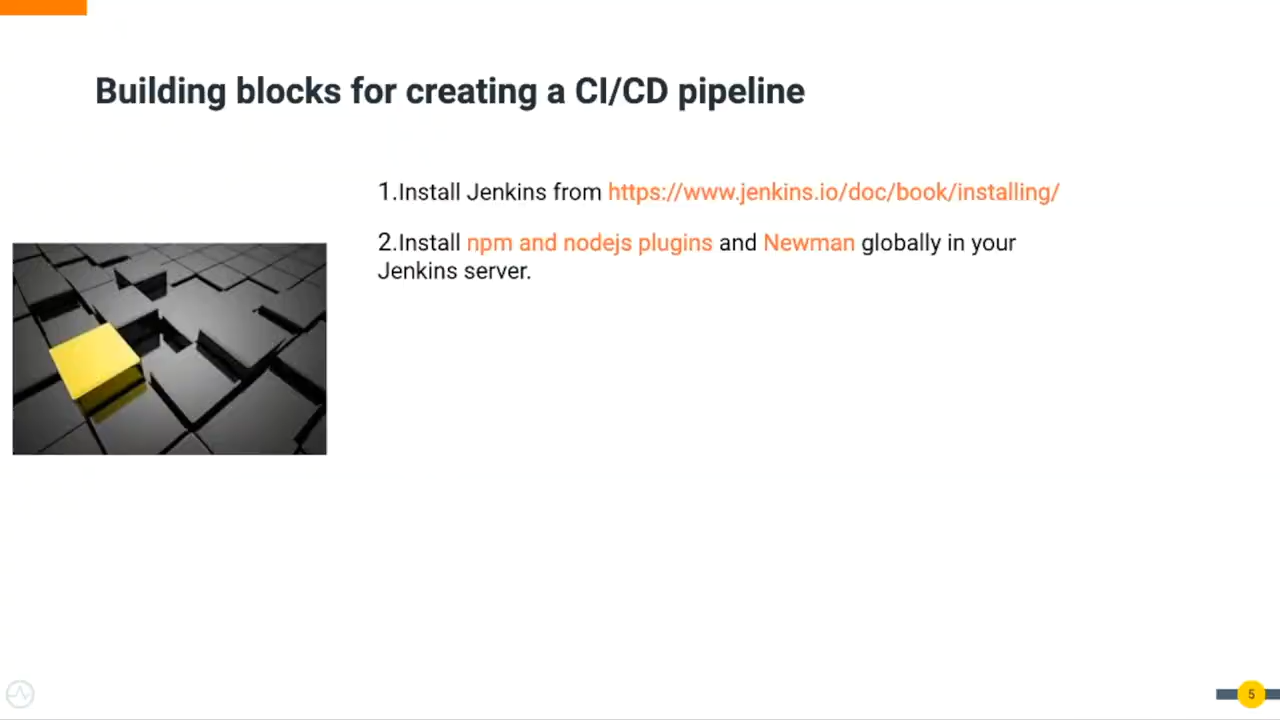 Building blocks for creating a CI/CD pipeline
1.Install Jenkins from https://www.jenkins.io/doc/book/installing/
2.Install npm and nodejs plugins and Newman globally in your
Jenkins server.
5